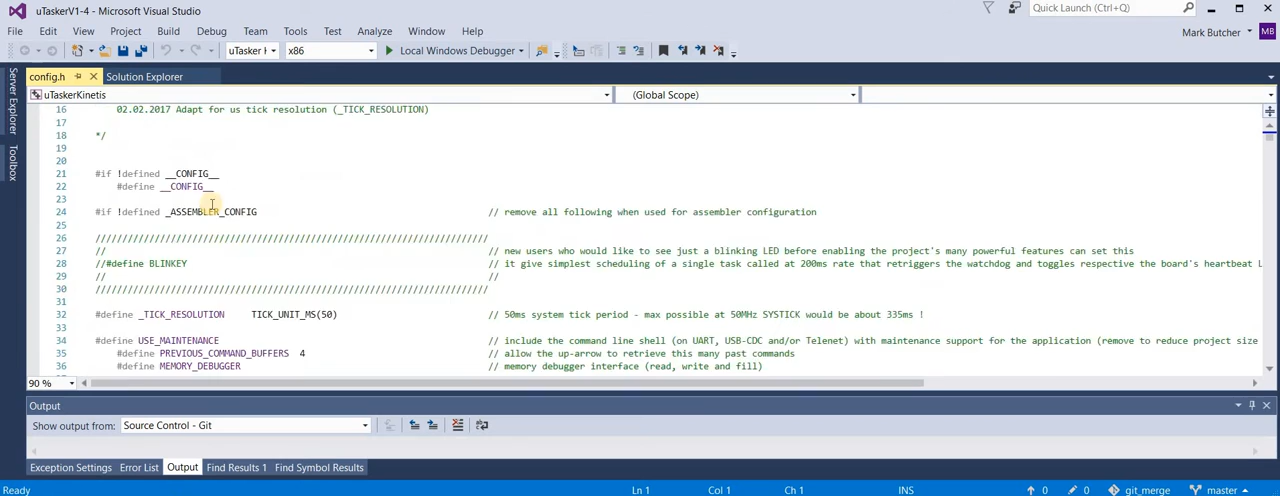 uTaskerV1-4 - Microsoft Visual Studio
Quick Launch (Ctrl+Q)
File Edit View Project Build Debug Team Tools Test Analyze Window Help
Mark Butcher MB
uTasker K x86 Local Windows Debugger
config.h Solution Explorer
Server Explorer
Toolbox
uTaskerKinetis (Global Scope)
16 02.02.2017 Adapt for us tick resolution (_TICK_RESOLUTION)
17
18 */
19
20
21 #if !defined __CONFIG__
22 #define __CONFIG__
23
24 #if !defined _ASSEMBLER_CONFIG // remove all following when used for assembler configuration
25
26 //////////////////////////////////////////////////////////////////////////
27 // // new users who would like to see just a blinking LED before enabling the project's many powerful features can set this
28 //#define BLINKEY // it give simplest scheduling of a single task called at 200ms rate that retriggers the watchdog and toggles respective the board's heartbeat L
29 // //
30 //////////////////////////////////////////////////////////////////////////
31
32 #define _TICK_RESOLUTION TICK_UNIT_MS(50) // 50ms system tick period - max possible at 50MHz SYSTICK would be about 335ms !
33
34 #define USE_MAINTENANCE // include the command line shell (on UART, USB-CDC and/or Telenet) with maintenance support for the application (remove to reduce project size
35 #define PREVIOUS_COMMAND_BUFFERS 4 // allow the up-arrow to retrieve this many past commands
36 #define MEMORY_DEBUGGER // memory debugger interface (read, write and fill)
90 %
Output
Show output from: Source Control - Git
Exception Settings Error List Output Find Results 1 Find Symbol Results
Ready Ln 1 Col 1 Ch 1 INS 0 0 git_merge master